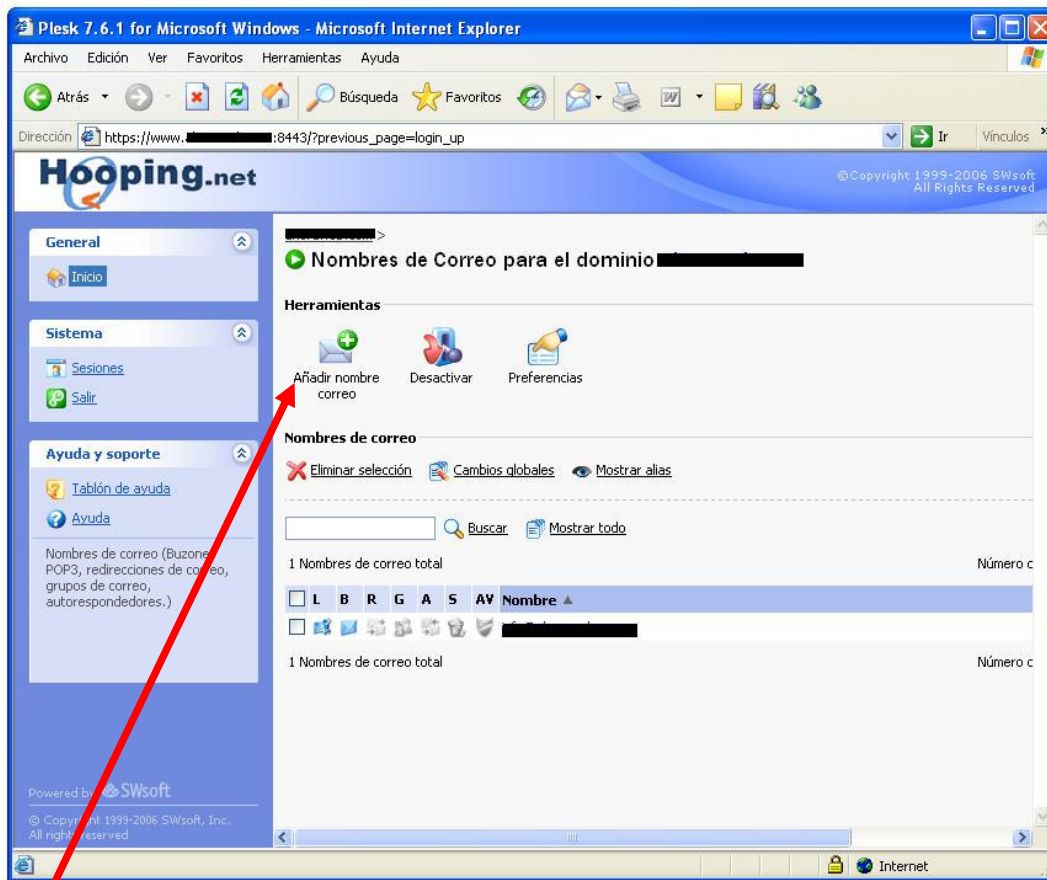 Plesk 7.6.1 for Microsoft Windows - Microsoft Internet Explorer
Archivo Edición Ver Favoritos Herramientas Ayuda
Atrás Búsqueda Favoritos
Dirección https://www. :8443/?previous_page=login_up Ir Vínculos »
Hooping.net
©Copyright 1999-2006 SWsoft
All Rights Reserved
General
Inicio
Sistema
Sesiones
Salir
Ayuda y soporte
Tablón de ayuda
Ayuda
Nombres de correo (Buzone
POP3, redirecciones de correo,
grupos de correo,
autorespondedores.)
Powered by SWsoft
© Copyright 1999-2006 SWsoft, Inc.
All rights reserved
>
Nombres de Correo para el dominio
Herramientas
Añadir nombre correo
Desactivar
Preferencias
Nombres de correo
Eliminar selección Cambios globales Mostrar alias
Buscar Mostrar todo
1 Nombres de correo total Número c
L B R G A S AV Nombre
1 Nombres de correo total Número c
Internet